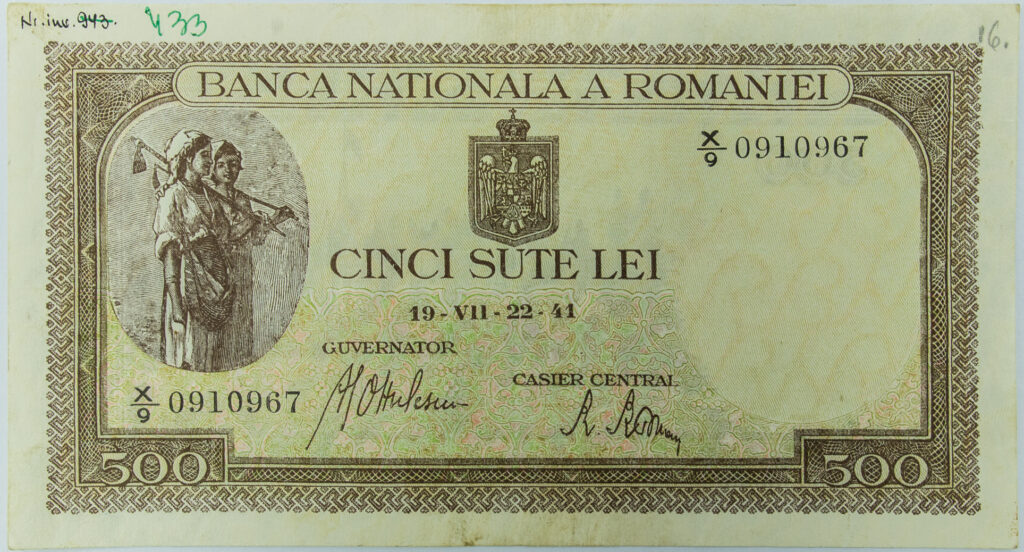 Nr. inv. 943. 433
16.
BANCA NATIONALA A ROMANIEI
X/9 0910967
CINCI SUTE LEI
19-VII-22-41
GUVERNATOR
CASIER CENTRAL
X/9 0910967
500
500